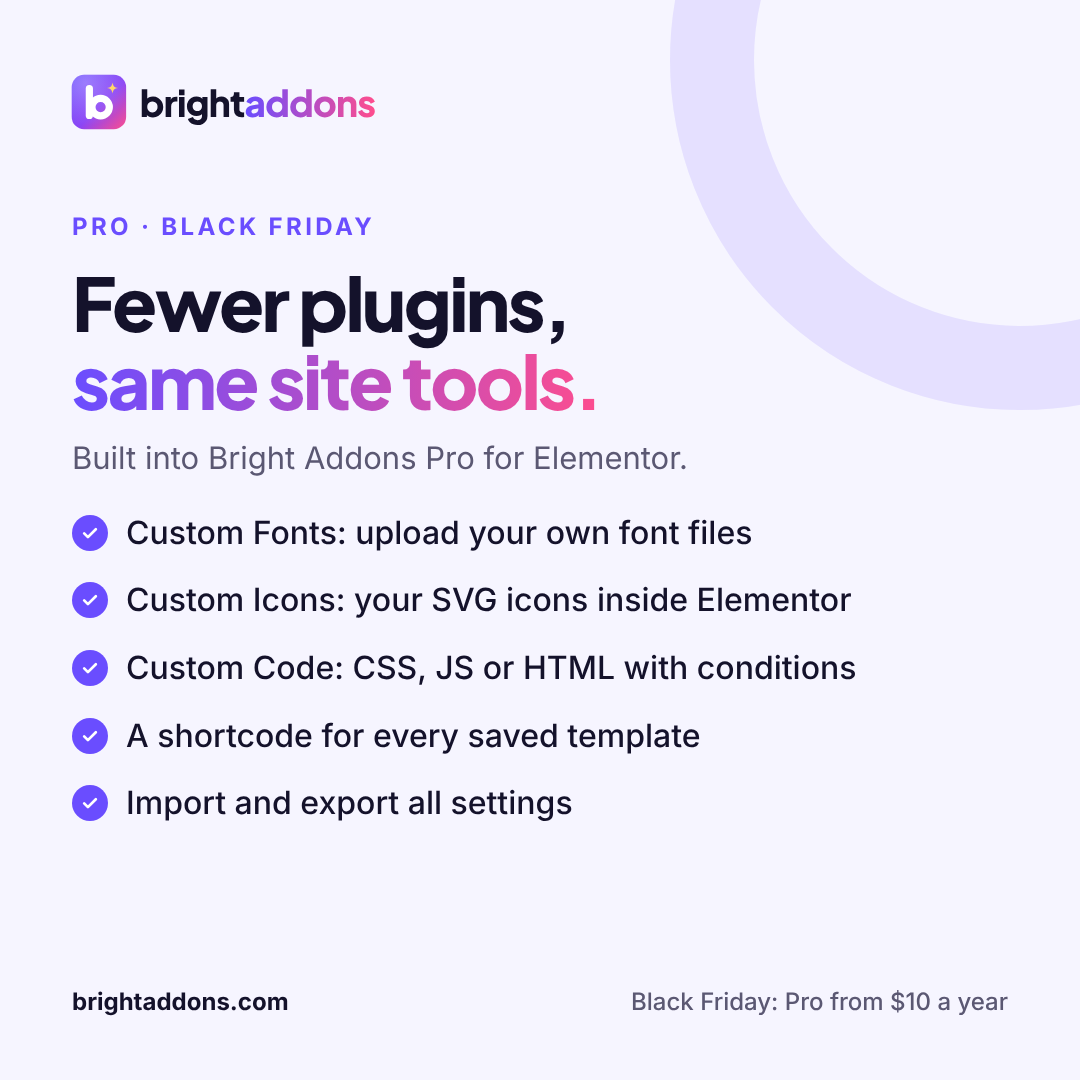 brightaddons
PRO · BLACK FRIDAY
Fewer plugins,
same site tools.
Built into Bright Addons Pro for Elementor.
Custom Fonts: upload your own font files
Custom Icons: your SVG icons inside Elementor
Custom Code: CSS, JS or HTML with conditions
A shortcode for every saved template
Import and export all settings
brightaddons.com
Black Friday: Pro from $10 a year